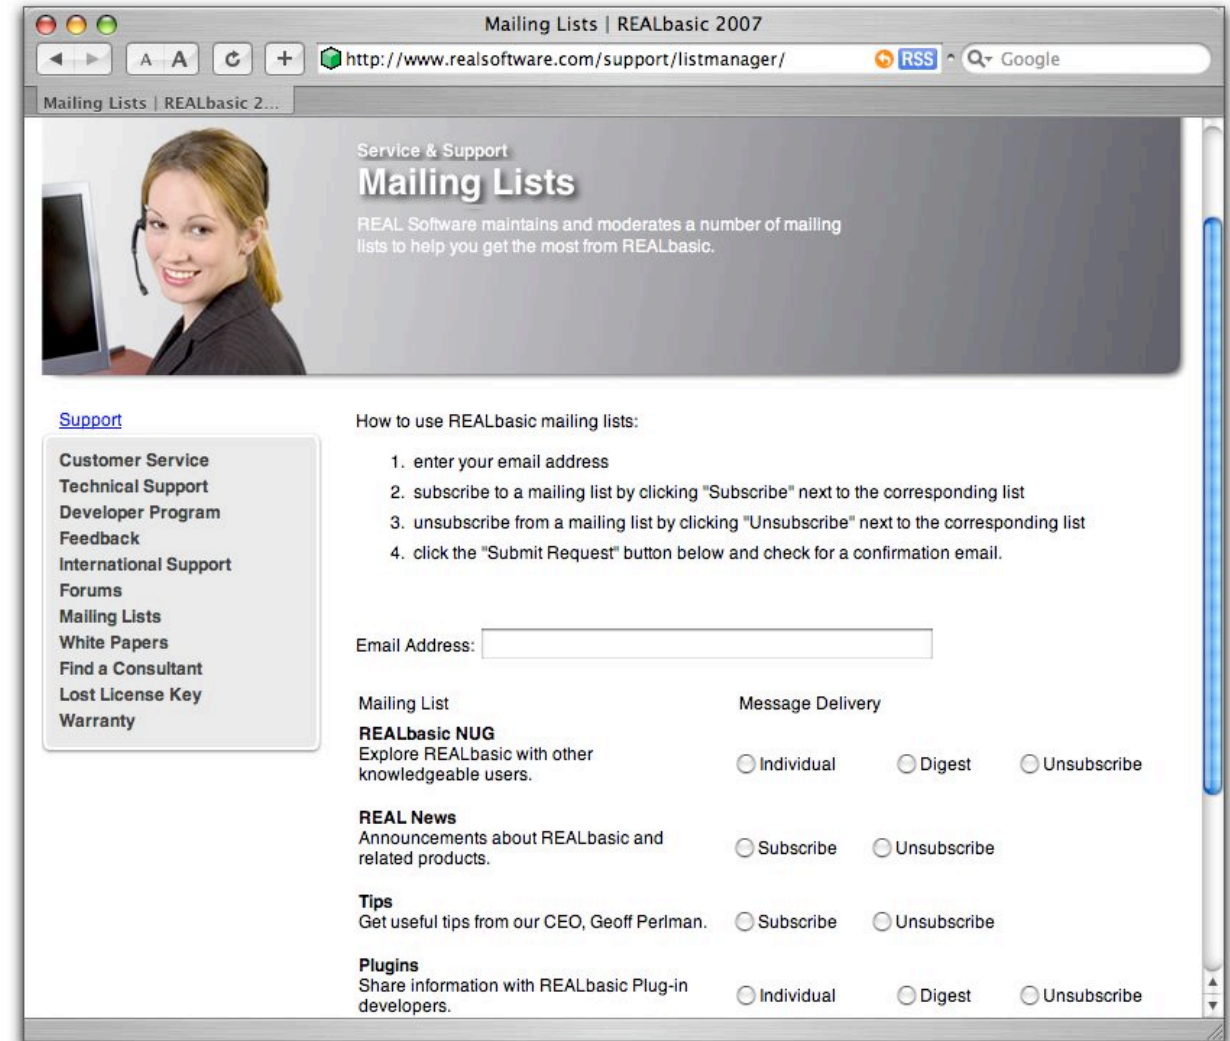 Mailing Lists | REALbasic 2007
A A
http://www.realsoftware.com/support/listmanager/
RSS
Google
Mailing Lists | REALbasic 2...
Service & Support
Mailing Lists
REAL Software maintains and moderates a number of mailing
lists to help you get the most from REALbasic.
Support
Customer Service
Technical Support
Developer Program
Feedback
International Support
Forums
Mailing Lists
White Papers
Find a Consultant
Lost License Key
Warranty
How to use REALbasic mailing lists:
1. enter your email address
2. subscribe to a mailing list by clicking "Subscribe" next to the corresponding list
3. unsubscribe from a mailing list by clicking "Unsubscribe" next to the corresponding list
4. click the "Submit Request" button below and check for a confirmation email.
Email Address:
Mailing List Message Delivery
REALbasic NUG
Explore REALbasic with other
knowledgeable users.
Individual Digest Unsubscribe
REAL News
Announcements about REALbasic and
related products.
Subscribe Unsubscribe
Tips
Get useful tips from our CEO, Geoff Perlman. Subscribe Unsubscribe
Plugins
Share information with REALbasic Plug-in
developers.
Individual Digest Unsubscribe